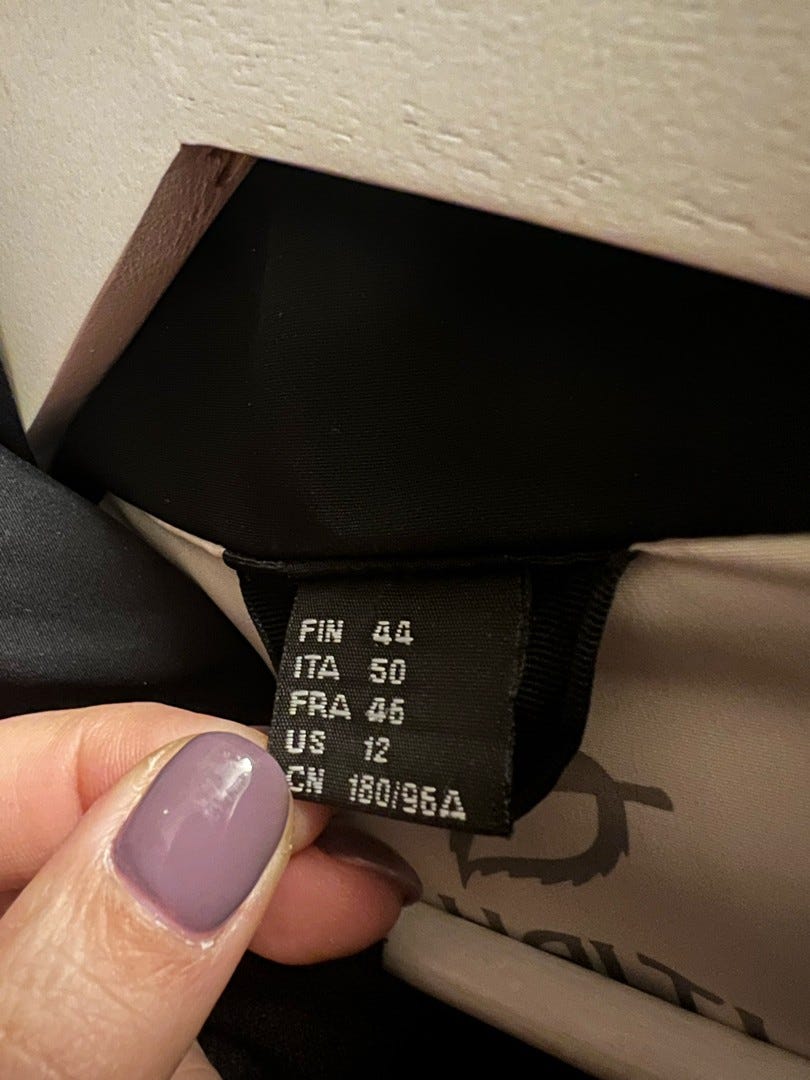 FIN 44
ITA 50
FRA 46
US 12
CN 180/96A